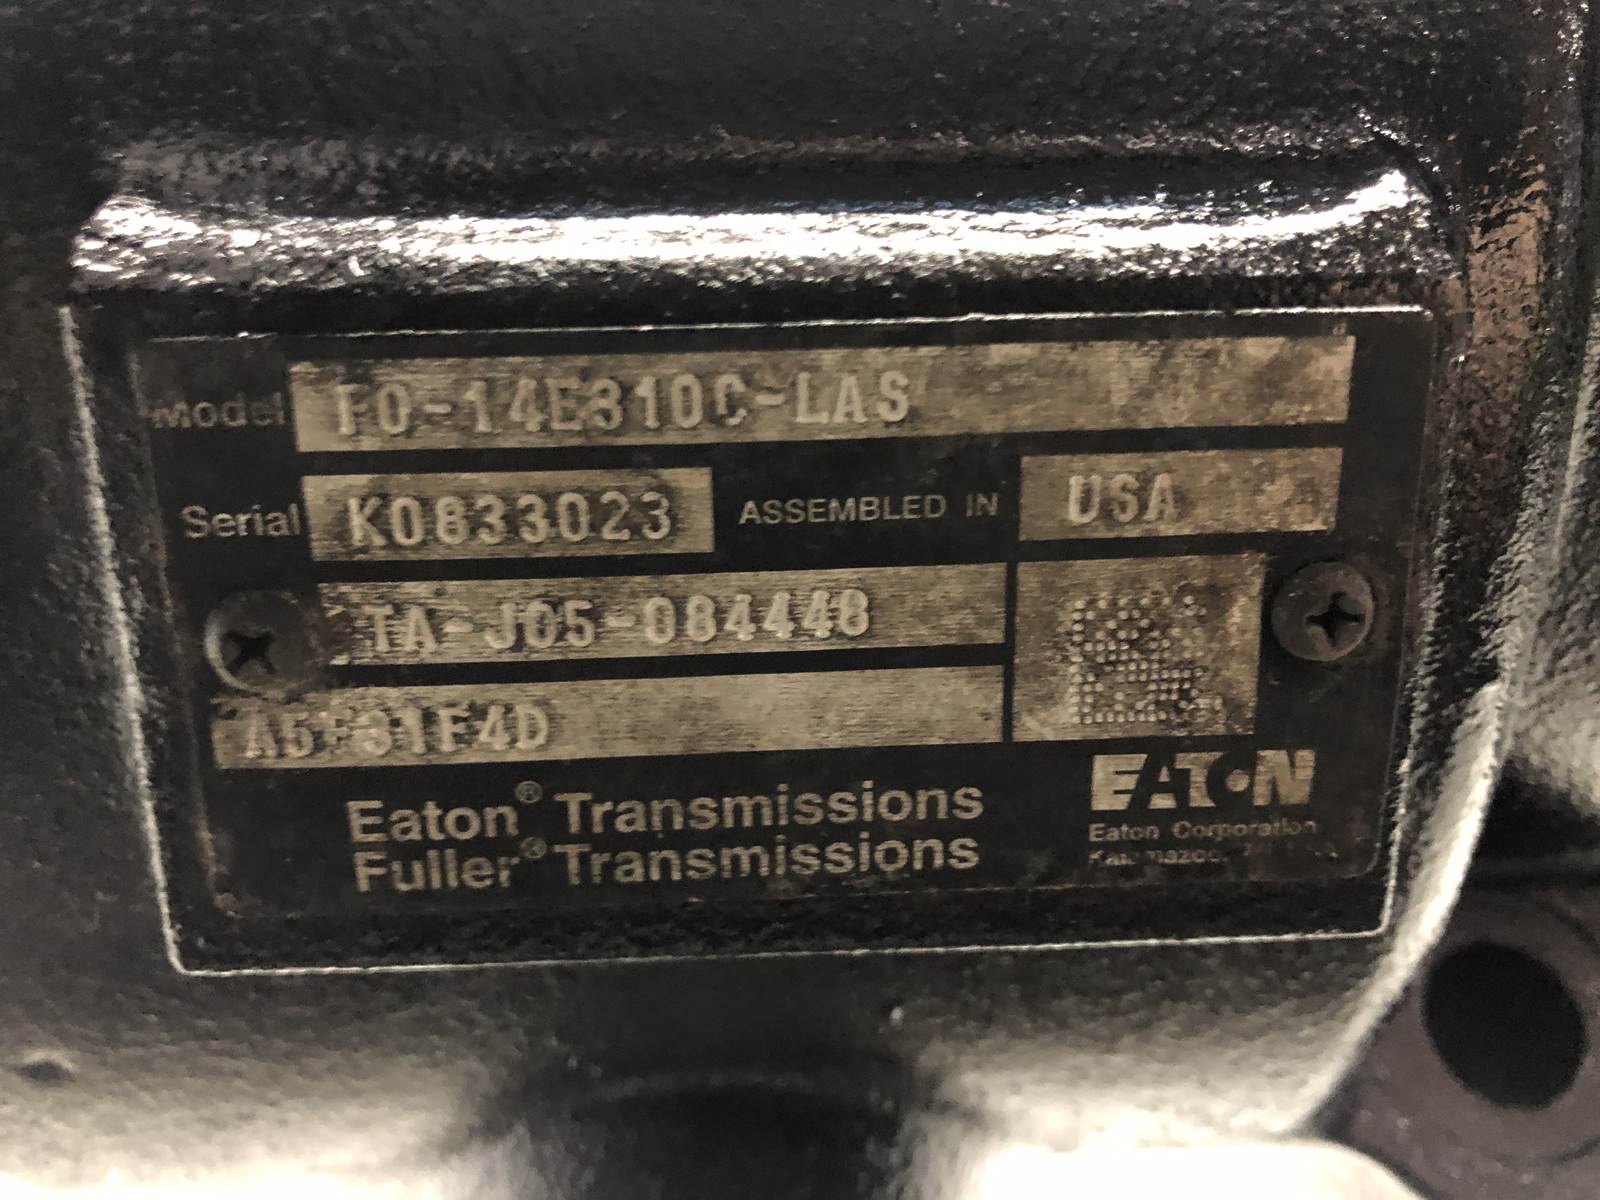 Model FO-14E310C-LAS
Serial K0833023 ASSEMBLED IN USA
TA-J05-084448
A5F31F4D
Eaton® Transmissions
Fuller® Transmissions
EATON
Eaton Corporation